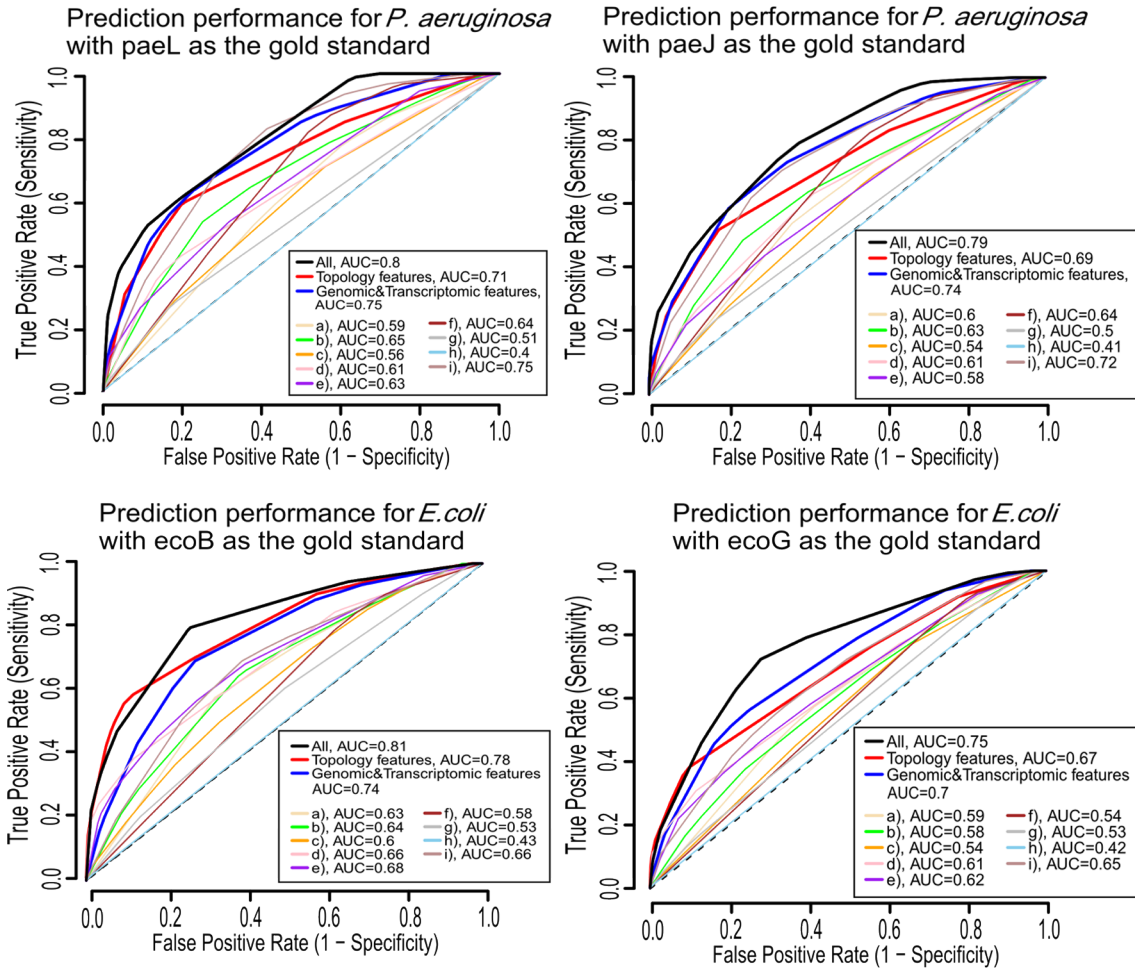 Prediction performance for P. aeruginosa
with paeL as the gold standard
True Positive Rate (Sensitivity)
1.0
0.8
0.6
0.4
0.2
0.0
All, AUC=0.8
Topology features, AUC=0.71
Genomic&Transcriptomic features,
AUC=0.75
a), AUC=0.59
b), AUC=0.65
c), AUC=0.56
d), AUC=0.61
e), AUC=0.63
f), AUC=0.64
g), AUC=0.51
h), AUC=0.4
i), AUC=0.75
0.0 0.2 0.4 0.6 0.8 1.0
False Positive Rate (1 − Specificity)
Prediction performance for P. aeruginosa
with paeJ as the gold standard
True Positive Rate (Sensitivity)
1.0
0.8
0.6
0.4
0.2
0.0
All, AUC=0.79
Topology features, AUC=0.69
Genomic&Transcriptomic features,
AUC=0.74
a), AUC=0.6
b), AUC=0.63
c), AUC=0.54
d), AUC=0.61
e), AUC=0.58
f), AUC=0.64
g), AUC=0.5
h), AUC=0.41
i), AUC=0.72
0.0 0.2 0.4 0.6 0.8 1.0
False Positive Rate (1 − Specificity)
Prediction performance for E.coli
with ecoB as the gold standard
True Positive Rate (Sensitivity)
1.0
0.8
0.6
0.4
0.2
0.0
All, AUC=0.81
Topology features, AUC=0.78
Genomic&Transcriptomic features
AUC=0.74
a), AUC=0.63
b), AUC=0.64
c), AUC=0.6
d), AUC=0.66
e), AUC=0.68
f), AUC=0.58
g), AUC=0.53
h), AUC=0.43
i), AUC=0.66
0.0 0.2 0.4 0.6 0.8 1.0
False Positive Rate (1 − Specificity)
Prediction performance for E.coli
with ecoG as the gold standard
True Positive Rate (Sensitivity)
1.0
0.8
0.6
0.4
0.2
0.0
All, AUC=0.75
Topology features, AUC=0.67
Genomic&Transcriptomic features
AUC=0.7
a), AUC=0.59
b), AUC=0.58
c), AUC=0.54
d), AUC=0.61
e), AUC=0.62
f), AUC=0.54
g), AUC=0.53
h), AUC=0.42
i), AUC=0.65
0.0 0.2 0.4 0.6 0.8 1.0
False Positive Rate (1 − Specificity)